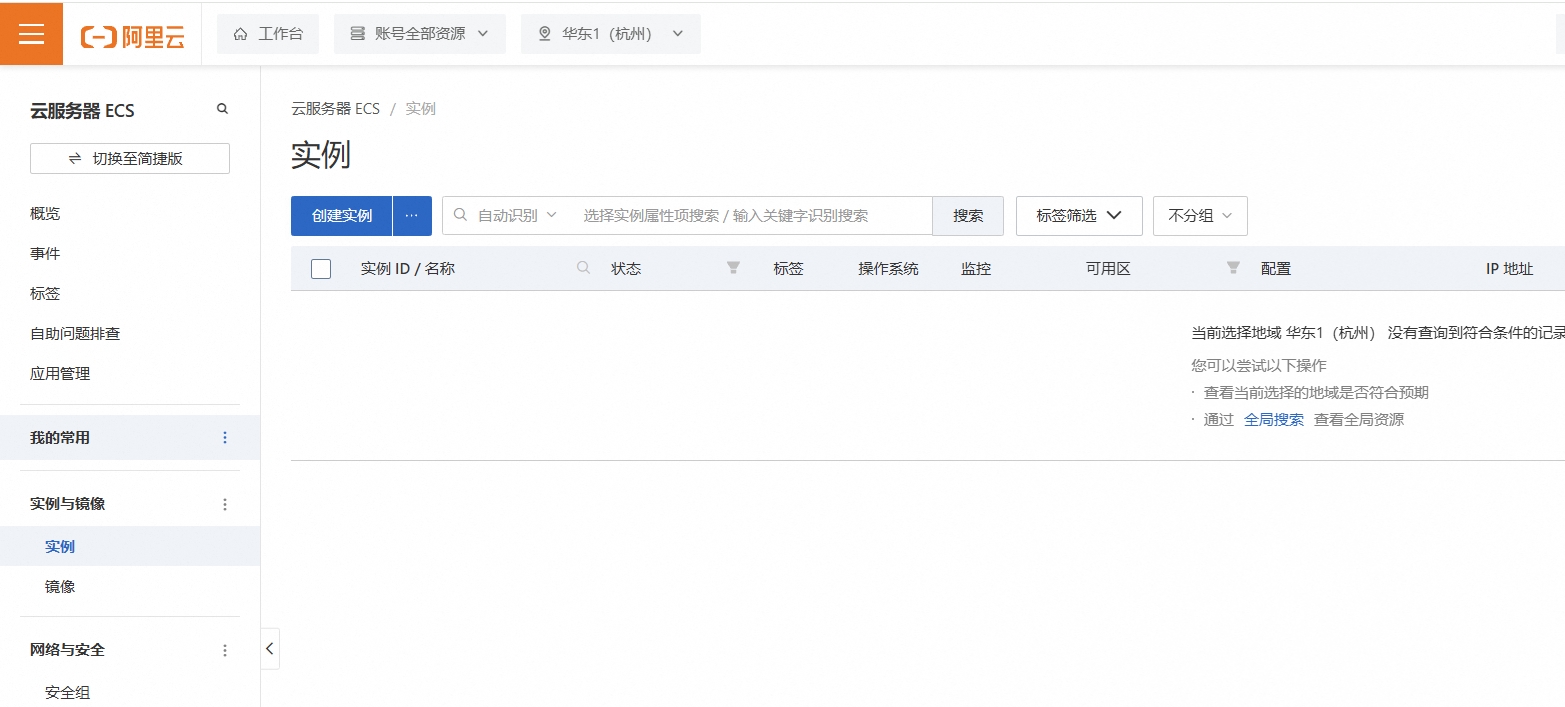 阿里云
工作台
账号全部资源
华东1（杭州）
云服务器 ECS
切换至简捷版
概览
事件
标签
自助问题排查
应用管理
我的常用
实例与镜像
实例
镜像
网络与安全
安全组
云服务器 ECS / 实例
实例
创建实例 ··· 自动识别 选择实例属性项搜索 / 输入关键字识别搜索 搜索 标签筛选 不分组
实例 ID / 名称 状态 标签 操作系统 监控 可用区 配置 IP 地址
当前选择地域 华东1（杭州） 没有查询到符合条件的记录
您可以尝试以下操作
· 查看当前选择的地域是否符合预期
· 通过 全局搜索 查看全局资源